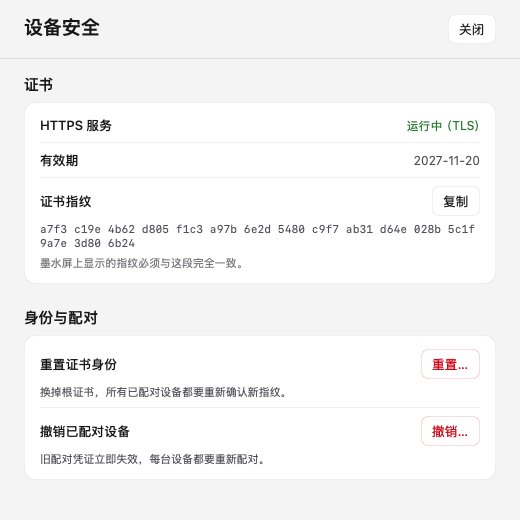 设备安全
关闭
证书
HTTPS 服务
运行中 (TLS)
有效期
2027-11-20
证书指纹
复制
a7f3 c19e 4b62 d805 f1c3 a97b 6e2d 5480 c9f7 ab31 d64e 028b 5c1f
9a7e 3d80 6b24
墨水屏上显示的指纹必须与这段完全一致。
身份与配对
重置证书身份
重置…
换掉根证书，所有已配对设备都要重新确认新指纹。
撤销已配对设备
撤销…
旧配对凭证立即失效，每台设备都要重新配对。